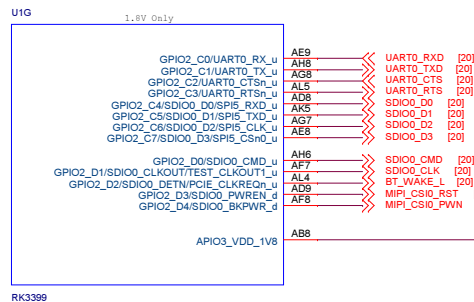 U1G
1.8V Only
GPIO2_C0/UART0_RX_u AE9 UART0_RXD [20]
GPIO2_C1/UART0_TX_u AH8 UART0_TXD [20]
GPIO2_C2/UART0_CTSn_u AG8 UART0_CTS [20]
GPIO2_C3/UART0_RTSn_u AL5 UART0_RTS [20]
GPIO2_C4/SDIO0_D0/SPI5_RXD_u AD8 SDIO0_D0 [20]
GPIO2_C5/SDIO0_D1/SPI5_TXD_u AK5 SDIO0_D1 [20]
GPIO2_C6/SDIO0_D2/SPI5_CLK_u AG7 SDIO0_D2 [20]
GPIO2_C7/SDIO0_D3/SPI5_CSn0_u AE8 SDIO0_D3 [20]
GPIO2_D0/SDIO0_CMD_u AH6 SDIO0_CMD [20]
GPIO2_D1/SDIO0_CLKOUT/TEST_CLKOUT1_u AF7 SDIO0_CLK [20]
GPIO2_D2/SDIO0_DETN/PCIE_CLKREQn_u AL4 BT_WAKE_L [20]
GPIO2_D3/SDIO0_PWREN_d AD9 MIPI_CSI0_RST
GPIO2_D4/SDIO0_BKPWR_d AF8 MIPI_CSI0_PWN
APIO3_VDD_1V8 AB8
RK3399